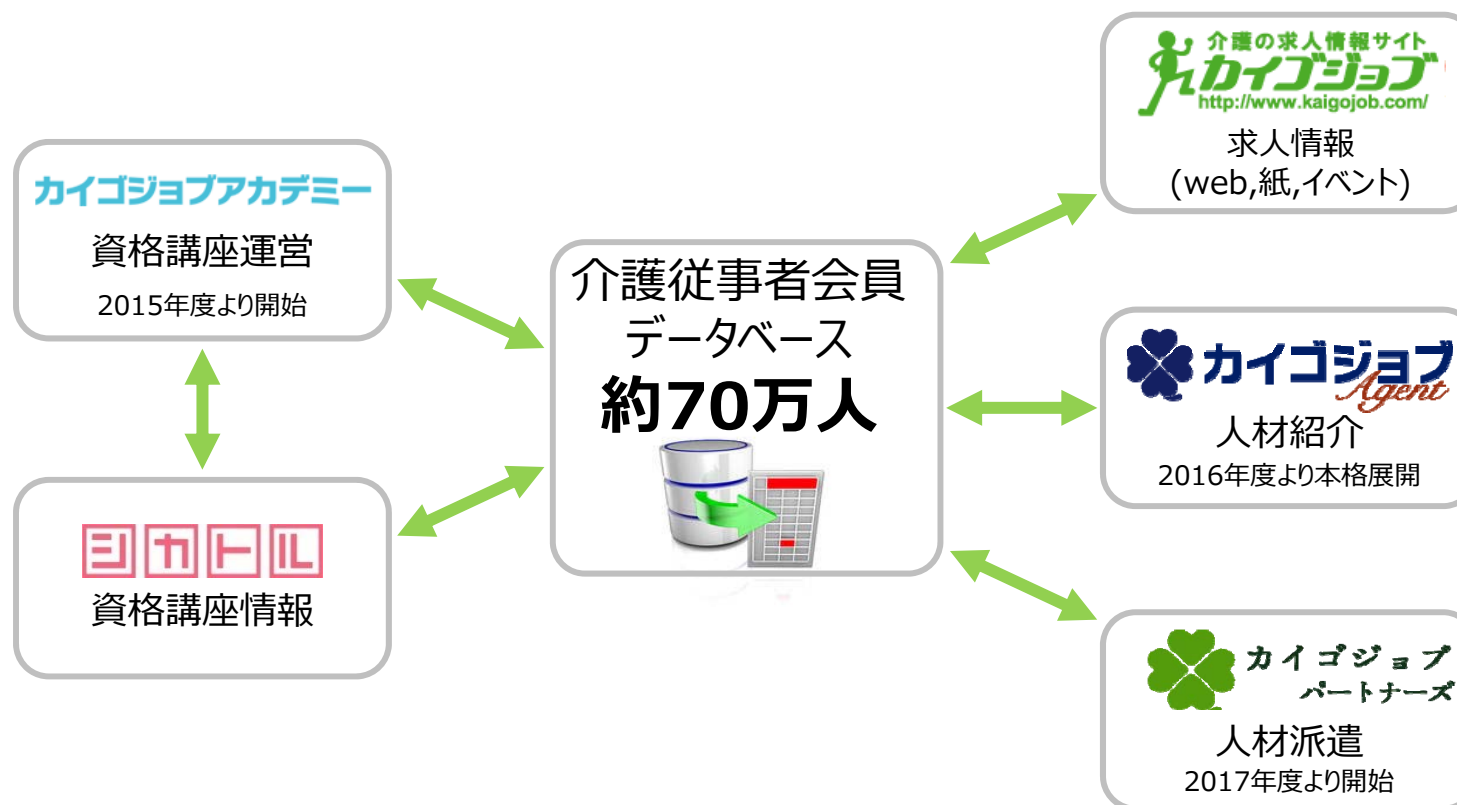 カイゴジョブアカデミー
資格講座運営
2015年度より開始
シカトル
資格講座情報
介護従事者会員
データベース
約70万人
介護の求人情報サイト
カイゴジョブ
http://www.kaigojob.com/
求人情報
(web,紙,イベント)
カイゴジョブ
Agent
人材紹介
2016年度より本格展開
カイゴジョブ
パートナーズ
人材派遣
2017年度より開始